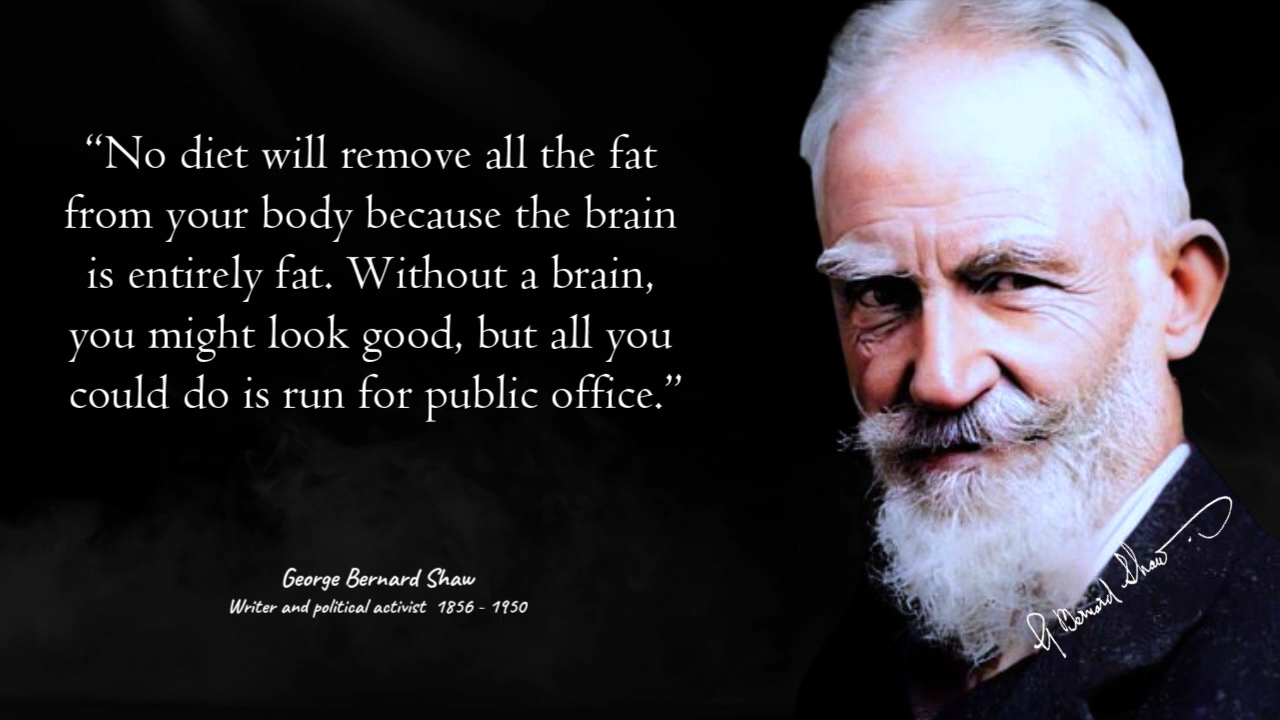 “No diet will remove all the fat
from your body because the brain
is entirely fat. Without a brain,
you might look good, but all you
could do is run for public office.”
George Bernard Shaw
Writer and political activist 1856 - 1950
G. Bernard Shaw